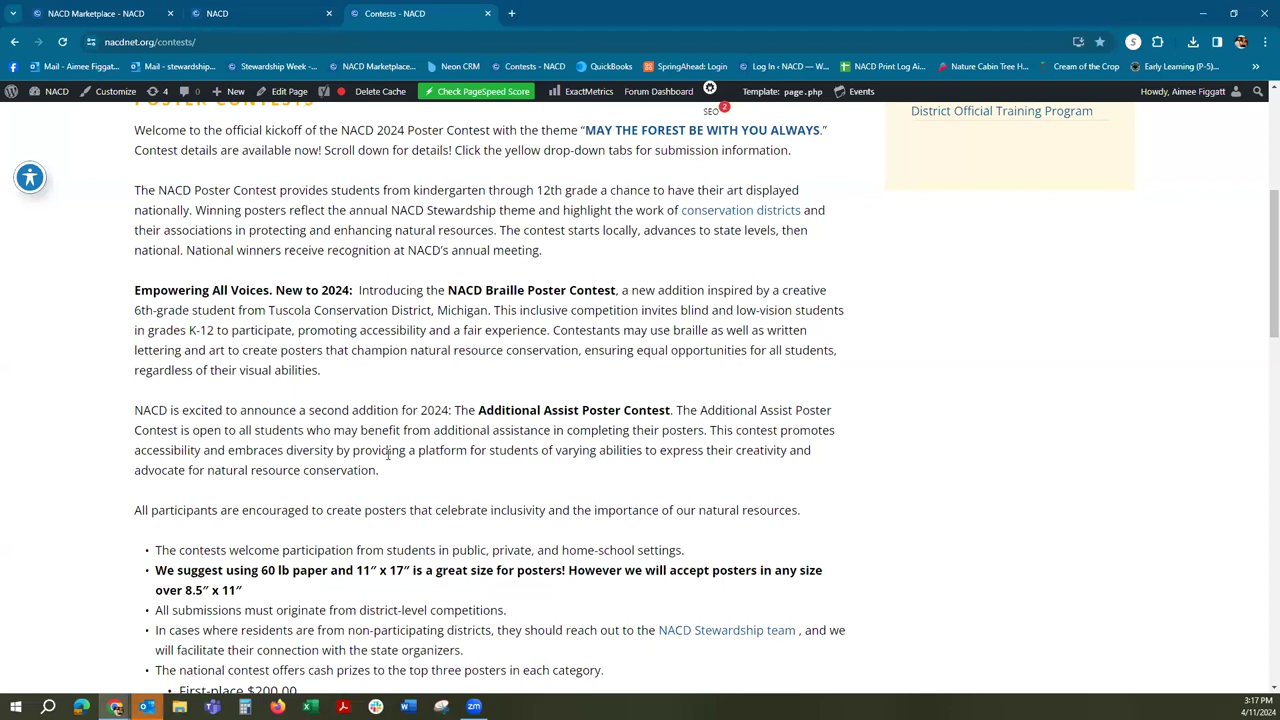 NACD Marketplace - NACD
NACD
Contests - NACD
nacdnet.org/contests/
Mail - Aimee Figgatt...
Mail - stewardship...
Stewardship Week -...
NACD Marketplace...
Neon CRM
Contests - NACD
QuickBooks
SpringAhead: Login
Log In ‹ NACD — W...
NACD Print Log Ai...
Nature Cabin Tree H...
Cream of the Crop
Early Learning (P-5)...
NACD
Customize
4
0
New
Edit Page
Delete Cache
Check PageSpeed Score
ExactMetrics
Forum Dashboard
SEO 2
Template: page.php
Events
Howdy, Aimee Figgatt
POSTER CONTESTS
District Official Training Program
Welcome to the official kickoff of the NACD 2024 Poster Contest with the theme “MAY THE FOREST BE WITH YOU ALWAYS.”
Contest details are available now! Scroll down for details! Click the yellow drop-down tabs for submission information.
The NACD Poster Contest provides students from kindergarten through 12th grade a chance to have their art displayed
nationally. Winning posters reflect the annual NACD Stewardship theme and highlight the work of conservation districts and
their associations in protecting and enhancing natural resources. The contest starts locally, advances to state levels, then
national. National winners receive recognition at NACD’s annual meeting.
Empowering All Voices. New to 2024: Introducing the NACD Braille Poster Contest, a new addition inspired by a creative
6th-grade student from Tuscola Conservation District, Michigan. This inclusive competition invites blind and low-vision students
in grades K-12 to participate, promoting accessibility and a fair experience. Contestants may use braille as well as written
lettering and art to create posters that champion natural resource conservation, ensuring equal opportunities for all students,
regardless of their visual abilities.
NACD is excited to announce a second addition for 2024: The Additional Assist Poster Contest. The Additional Assist Poster
Contest is open to all students who may benefit from additional assistance in completing their posters. This contest promotes
accessibility and embraces diversity by providing a platform for students of varying abilities to express their creativity and
advocate for natural resource conservation.
All participants are encouraged to create posters that celebrate inclusivity and the importance of our natural resources.
• The contests welcome participation from students in public, private, and home-school settings.
• We suggest using 60 lb paper and 11″ x 17″ is a great size for posters! However we will accept posters in any size
over 8.5″ x 11″
• All submissions must originate from district-level competitions.
• In cases where residents are from non-participating districts, they should reach out to the NACD Stewardship team , and we
will facilitate their connection with the state organizers.
• The national contest offers cash prizes to the top three posters in each category.
• First-place $200.00
3:17 PM
4/11/2024